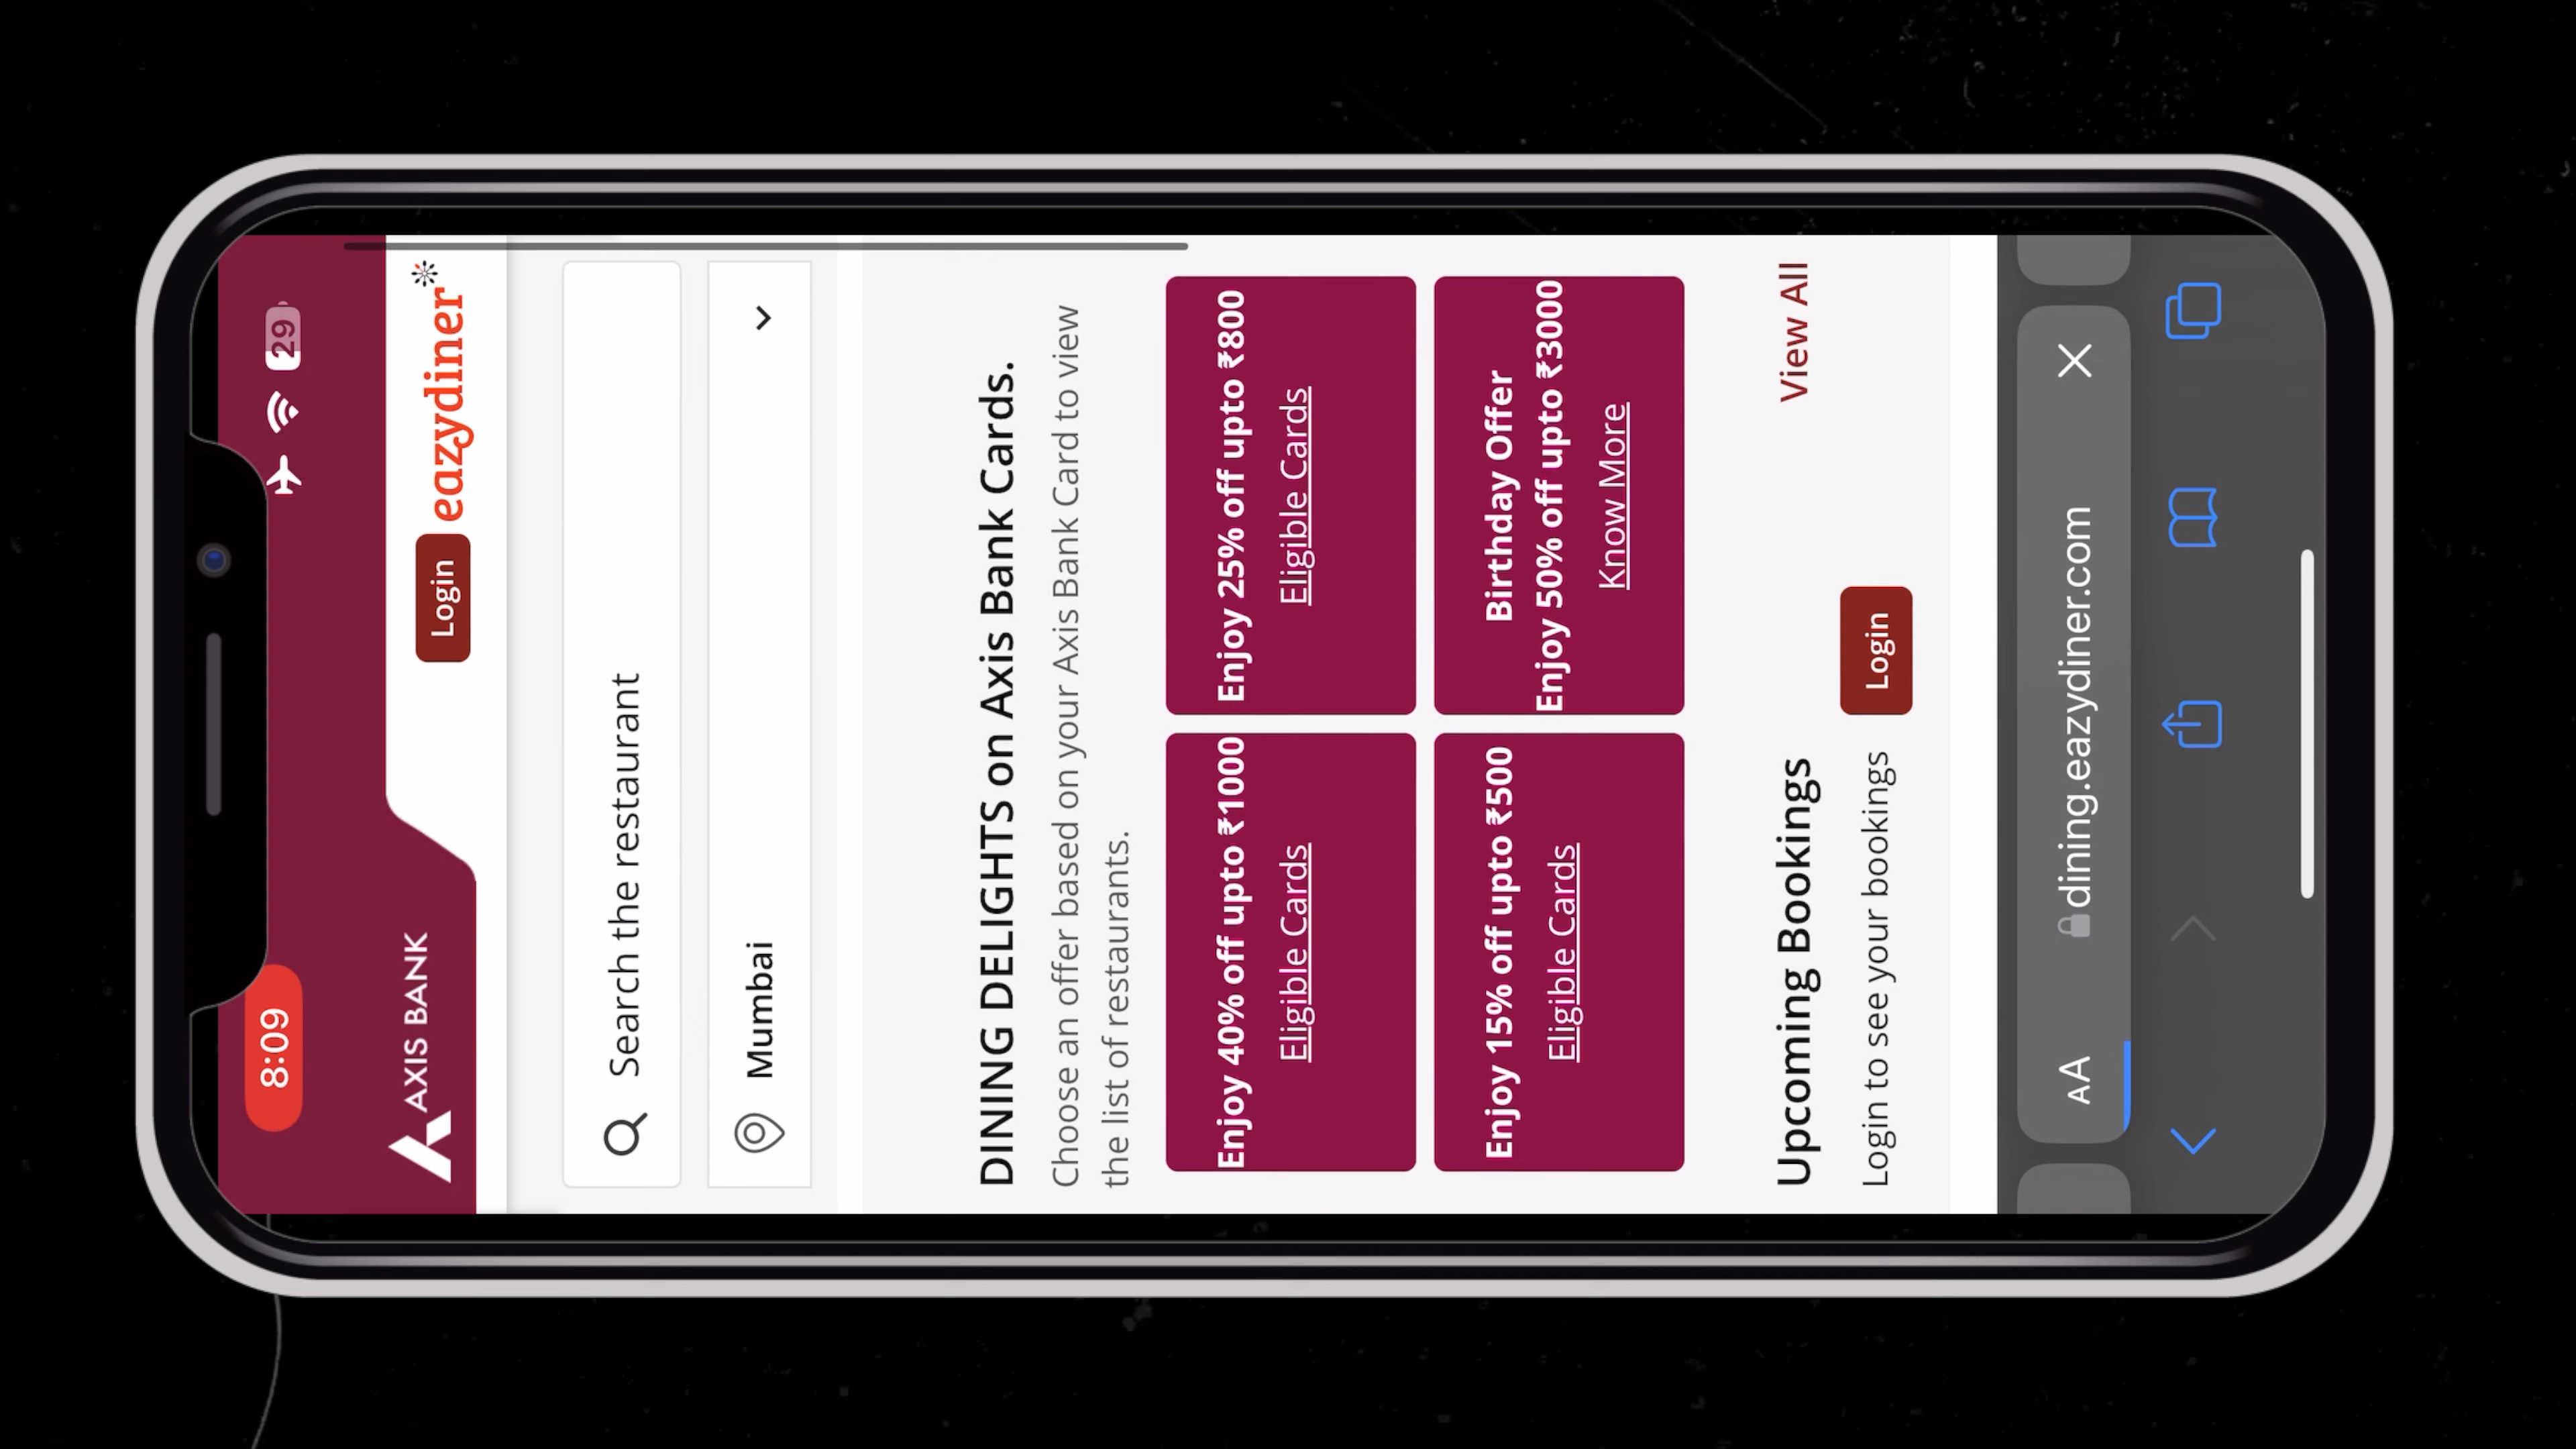 8:09
29
AXIS BANK
Login
eazydiner
Search the restaurant
Mumbai
DINING DELIGHTS on Axis Bank Cards.
Choose an offer based on your Axis Bank Card to view
the list of restaurants.
Enjoy 40% off upto ₹1000
Eligible Cards
Enjoy 25% off upto ₹800
Eligible Cards
Enjoy 15% off upto ₹500
Eligible Cards
Birthday Offer
Enjoy 50% off upto ₹3000
Know More
Upcoming Bookings
View All
Login to see your bookings
Login
AA
dining.eazydiner.com